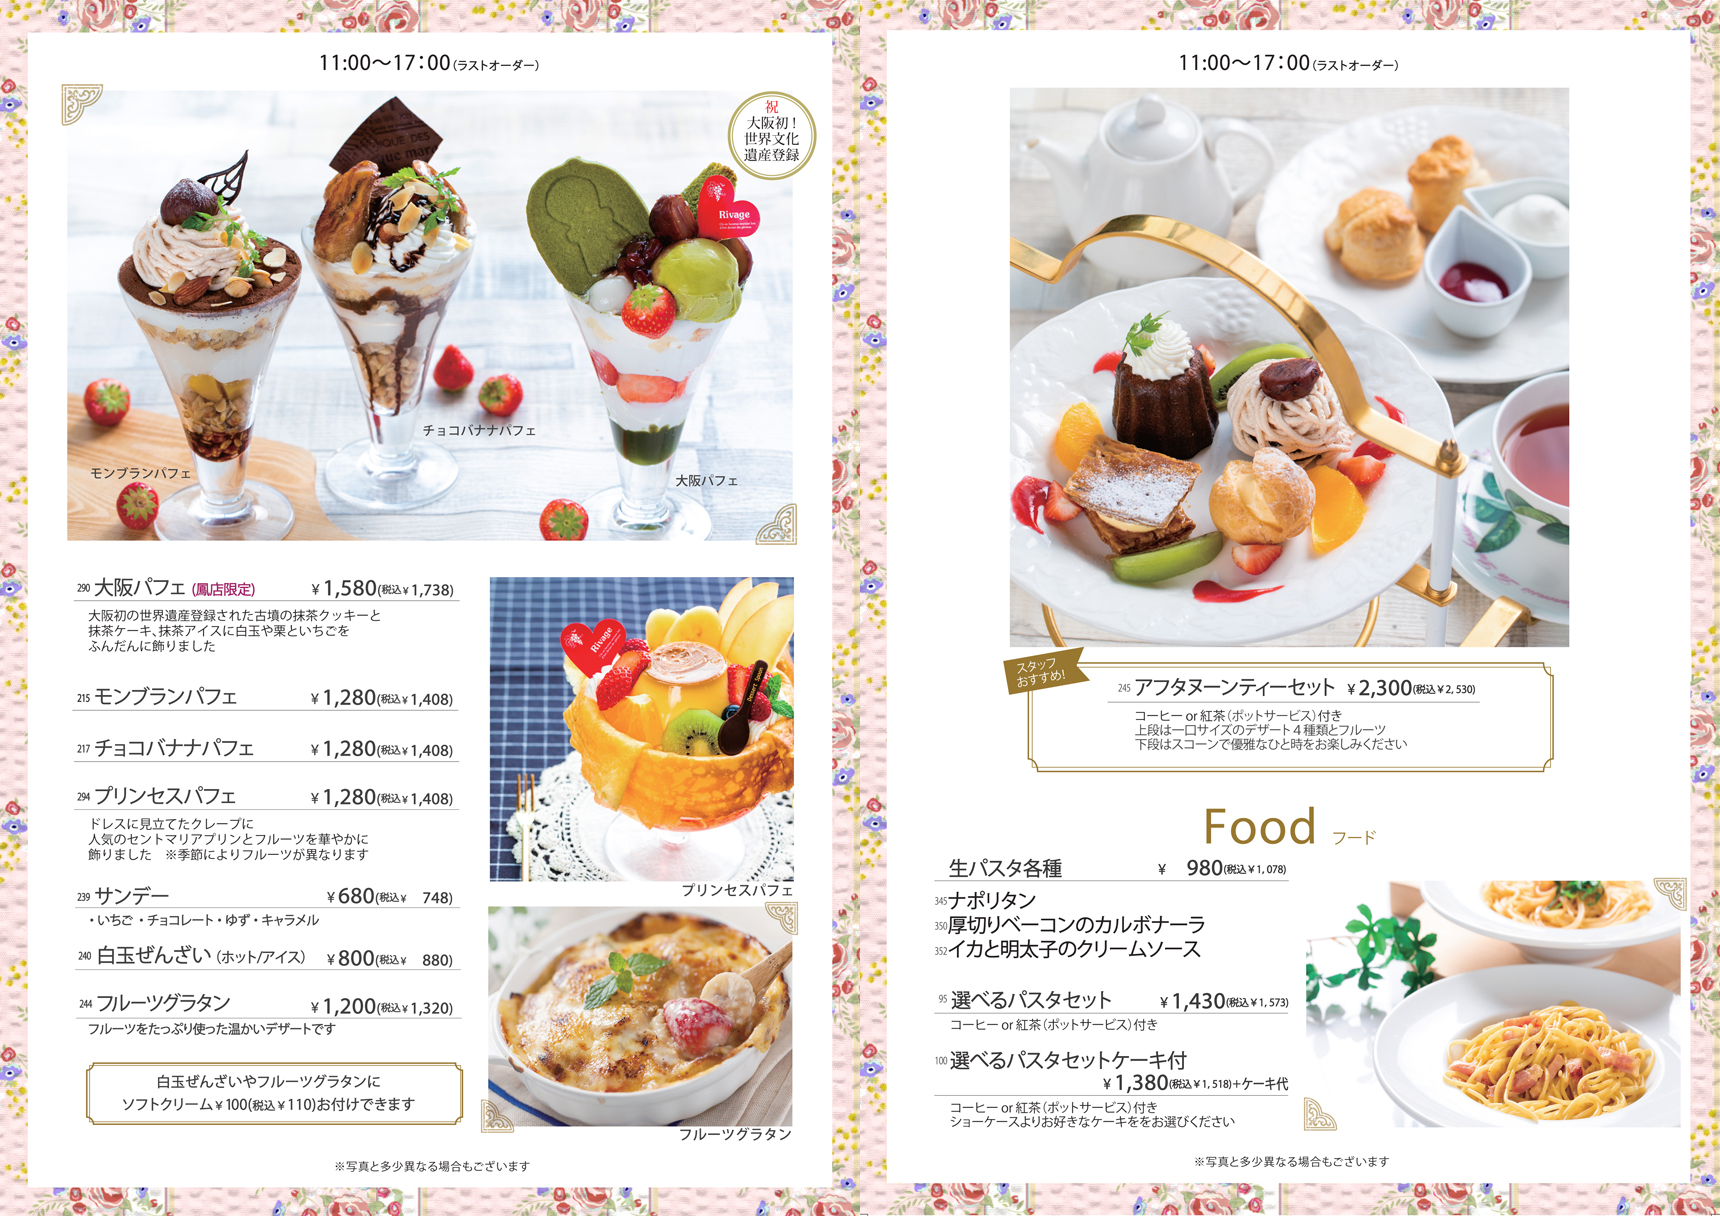 11:00～17:00(ラストオーダー)
祝
大阪初！
世界文化
遺産登録
Rivage
チョコバナナパフェ
モンブランパフェ
大阪パフェ
290 大阪パフェ (鳳店限定) ¥1,580(税込¥1,738)
大阪初の世界遺産登録された古墳の抹茶クッキーと
抹茶ケーキ、抹茶アイスに白玉や栗といちごを
ふんだんに飾りました
215 モンブランパフェ ¥1,280(税込¥1,408)
217 チョコバナナパフェ ¥1,280(税込¥1,408)
294 プリンセスパフェ ¥1,280(税込¥1,408)
ドレスに見立てたクレープに
人気のセントマリアプリンとフルーツを華やかに
飾りました　※季節によりフルーツが異なります
239 サンデー ¥680(税込¥ 748)
・いちご ・チョコレート・ゆず・キャラメル
240 白玉ぜんざい (ホット/アイス) ¥800(税込¥ 880)
244 フルーツグラタン ¥1,200(税込¥1,320)
フルーツをたっぷり使った温かいデザートです
白玉ぜんざいやフルーツグラタンに
ソフトクリーム¥100(税込¥110)お付けできます
Rivage
Dessert Spoon
プリンセスパフェ
フルーツグラタン
※写真と多少異なる場合もございます
11:00～17:00(ラストオーダー)
スタッフ
おすすめ!
245 アフタヌーンティーセット ¥2,300(税込¥2,530)
コーヒー or 紅茶（ポットサービス）付き
上段は一口サイズのデザート４種類とフルーツ
下段はスコーンで優雅なひと時をお楽しみください
Food フード
生パスタ各種 ¥ 980(税込¥1,078)
345 ナポリタン
350 厚切りベーコンのカルボナーラ
352 イカと明太子のクリームソース
95 選べるパスタセット ¥1,430(税込¥1,573)
コーヒー or 紅茶（ポットサービス）付き
100 選べるパスタセットケーキ付
¥1,380(税込¥1,518)+ケーキ代
コーヒー or 紅茶（ポットサービス）付き
ショーケースよりお好きなケーキををお選びください
※写真と多少異なる場合もございます